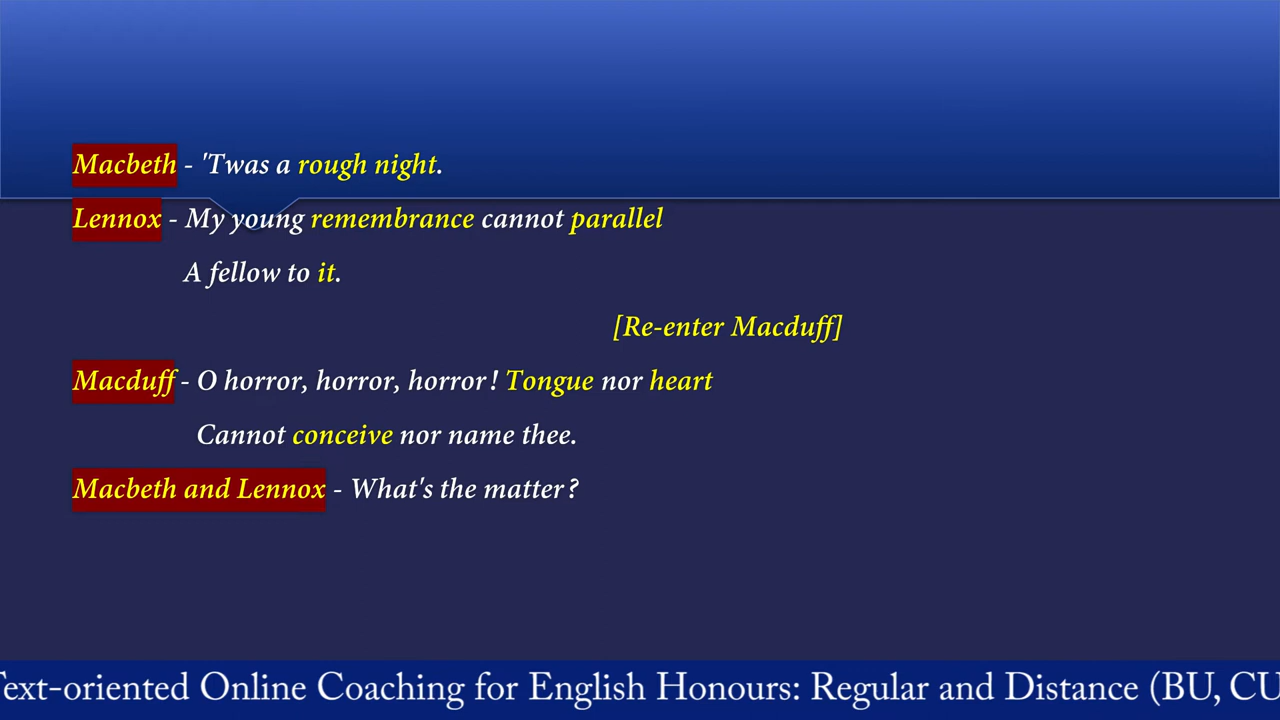 Macbeth - 'Twas a rough night.
Lennox - My young remembrance cannot parallel
A fellow to it.
[Re-enter Macduff]
Macduff - O horror, horror, horror! Tongue nor heart
Cannot conceive nor name thee.
Macbeth and Lennox - What's the matter?
Text-oriented Online Coaching for English Honours: Regular and Distance (BU, CU